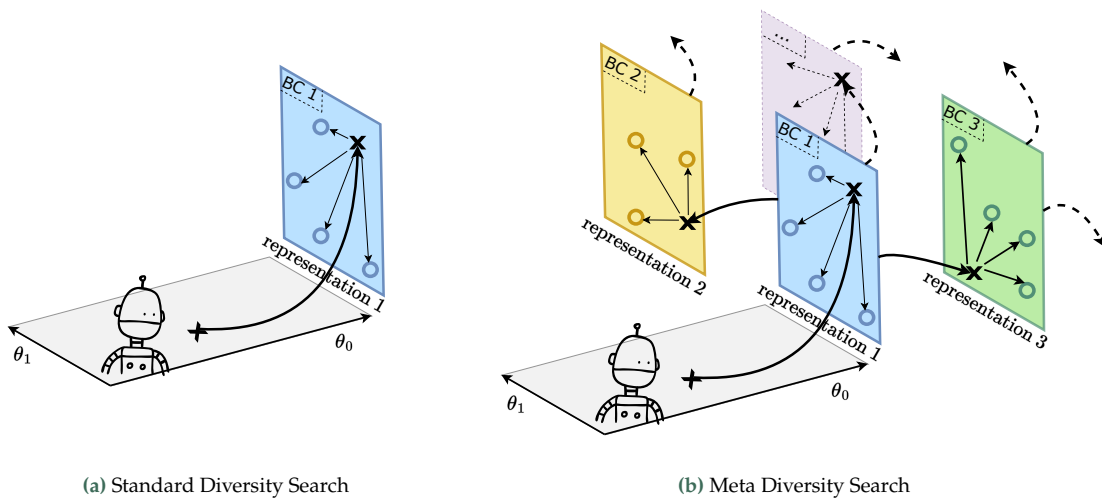 BC 1
representation 1
θ₁
θ₀
(a) Standard Diversity Search
...
BC 2
BC 1
BC 3
representation 2
representation 1
representation 3
θ₁
θ₀
(b) Meta Diversity Search